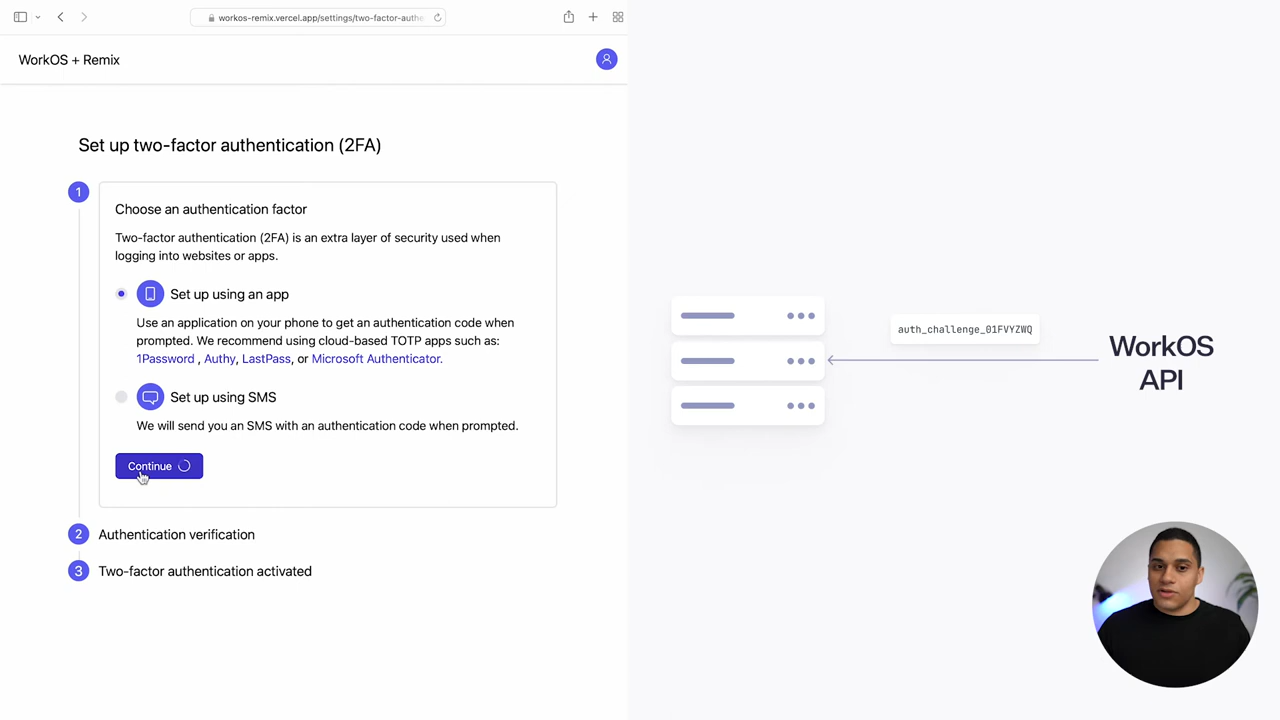 workos-remix.vercel.app/settings/two-factor-authe
WorkOS + Remix
Set up two-factor authentication (2FA)
1
Choose an authentication factor
Two-factor authentication (2FA) is an extra layer of security used when
logging into websites or apps.
Set up using an app
Use an application on your phone to get an authentication code when
prompted. We recommend using cloud-based TOTP apps such as:
1Password , Authy, LastPass, or Microsoft Authenticator.
Set up using SMS
We will send you an SMS with an authentication code when prompted.
Continue
2 Authentication verification
3 Two-factor authentication activated
auth_challenge_01FVYZWQ
WorkOS
API